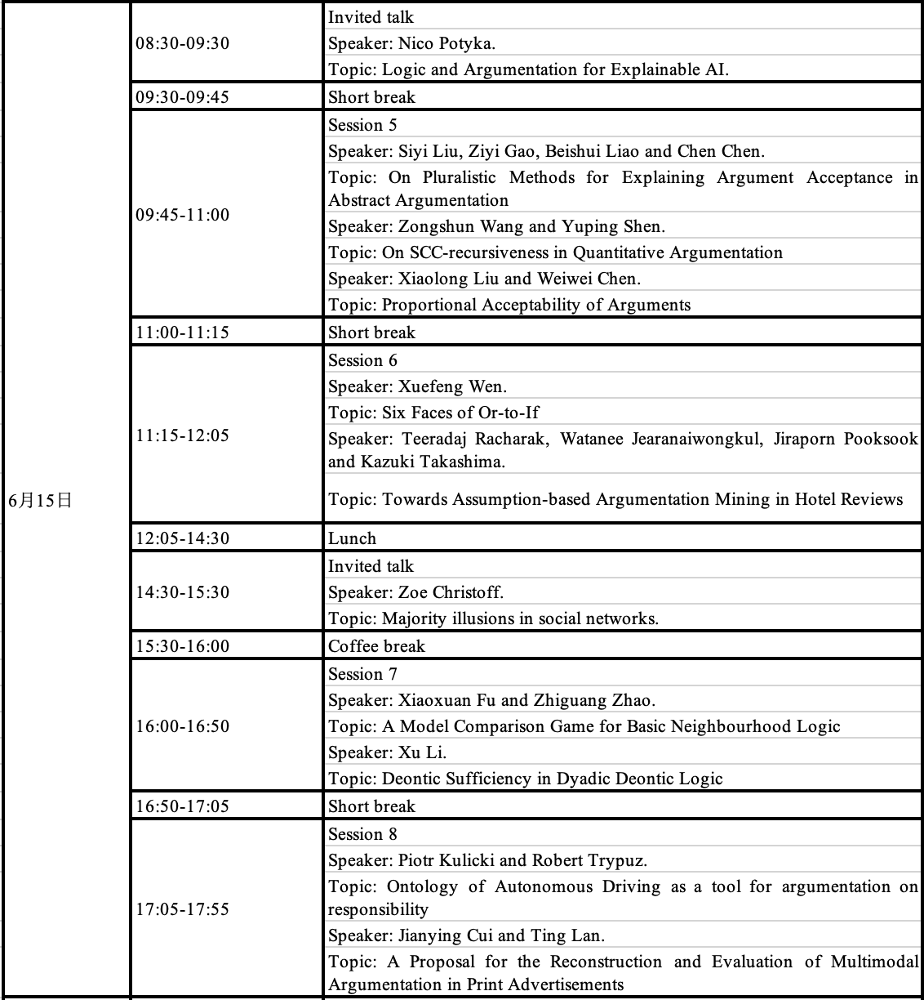 08:30-09:30
Invited talk
Speaker: Nico Potyka.
Topic: Logic and Argumentation for Explainable AI.
09:30-09:45
Short break
09:45-11:00
Session 5
Speaker: Siyi Liu, Ziyi Gao, Beishui Liao and Chen Chen.
Topic: On Pluralistic Methods for Explaining Argument Acceptance in
Abstract Argumentation
Speaker: Zongshun Wang and Yuping Shen.
Topic: On SCC-recursiveness in Quantitative Argumentation
Speaker: Xiaolong Liu and Weiwei Chen.
Topic: Proportional Acceptability of Arguments
11:00-11:15
Short break
11:15-12:05
Session 6
Speaker: Xuefeng Wen.
Topic: Six Faces of Or-to-If
Speaker: Teeradaj Racharak, Watanee Jearanaiwongkul, Jiraporn Pooksook
and Kazuki Takashima.
Topic: Towards Assumption-based Argumentation Mining in Hotel Reviews
6月15日
12:05-14:30
Lunch
14:30-15:30
Invited talk
Speaker: Zoe Christoff.
Topic: Majority illusions in social networks.
15:30-16:00
Coffee break
16:00-16:50
Session 7
Speaker: Xiaoxuan Fu and Zhiguang Zhao.
Topic: A Model Comparison Game for Basic Neighbourhood Logic
Speaker: Xu Li.
Topic: Deontic Sufficiency in Dyadic Deontic Logic
16:50-17:05
Short break
17:05-17:55
Session 8
Speaker: Piotr Kulicki and Robert Trypuz.
Topic: Ontology of Autonomous Driving as a tool for argumentation on
responsibility
Speaker: Jianying Cui and Ting Lan.
Topic: A Proposal for the Reconstruction and Evaluation of Multimodal
Argumentation in Print Advertisements